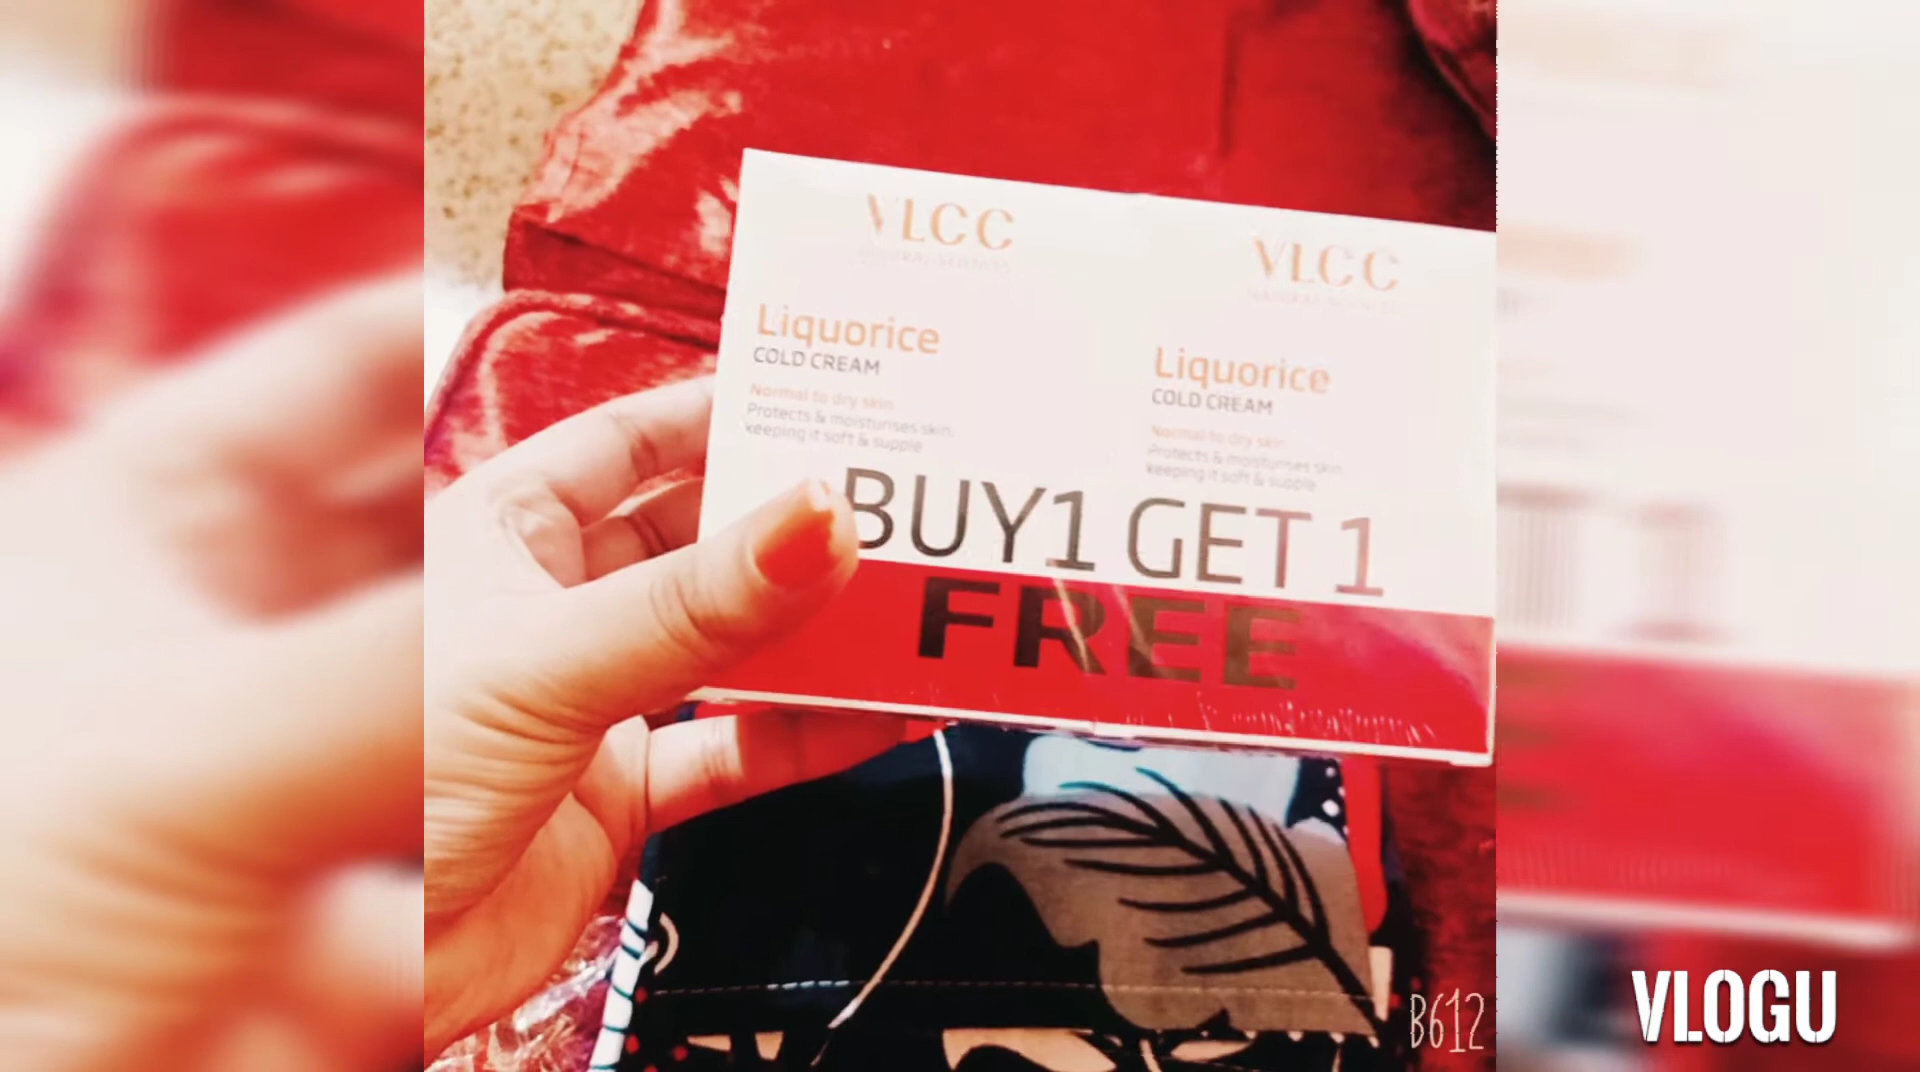 VLCC
NATURAL SCIENCES
Liquorice
COLD CREAM
Normal to dry skin
Protects & moisturises skin,
keeping it soft & supple
VLCC
NATURAL SCIENCES
Liquorice
COLD CREAM
Normal to dry skin
Protects & moisturises skin
keeping it soft & supple
BUY1 GET 1
FREE
B612
VLOGU